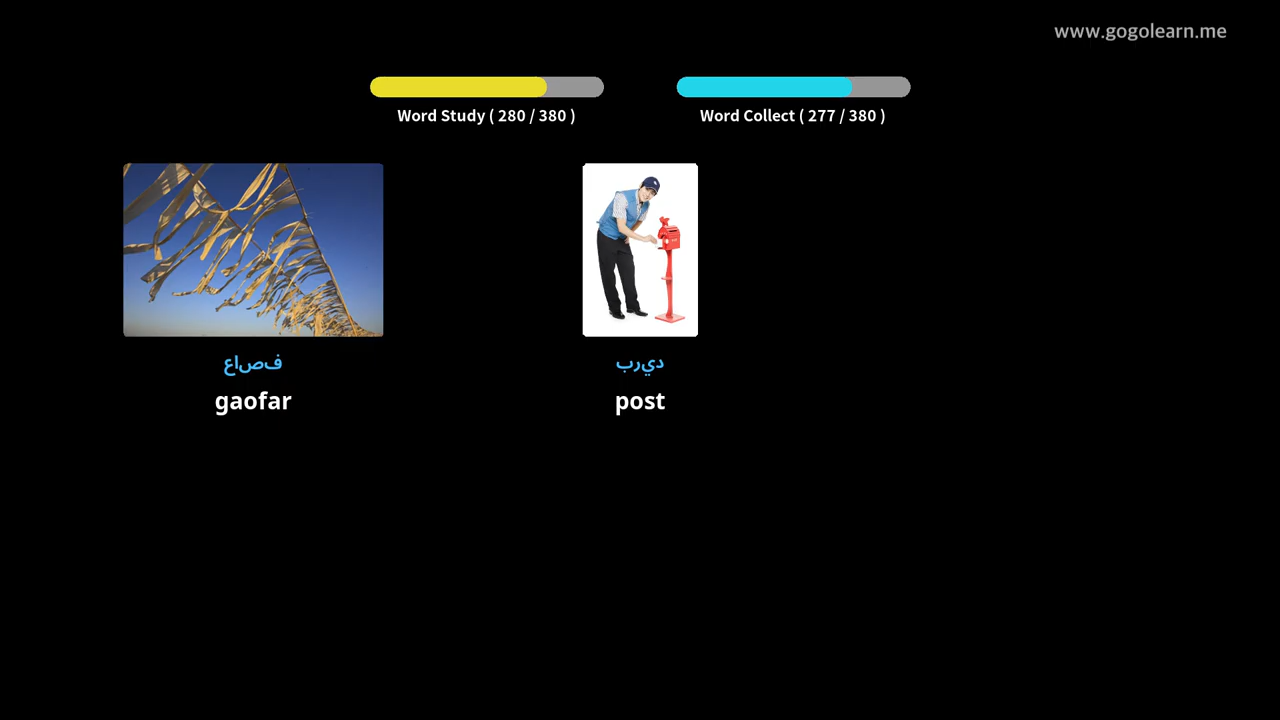 www.gogolearn.me
Word Study ( 280 / 380 )
Word Collect ( 277 / 380 )
فصاع
gaofar
ديرب
post